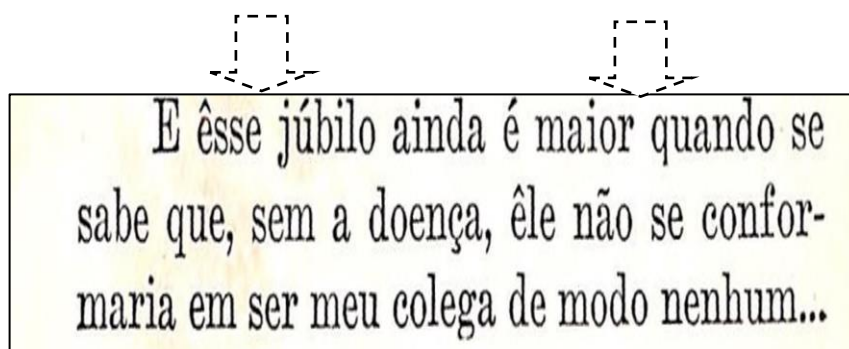 E êsse júbilo ainda é maior quando se
sabe que, sem a doença, êle não se confor-
maria em ser meu colega de modo nenhum...